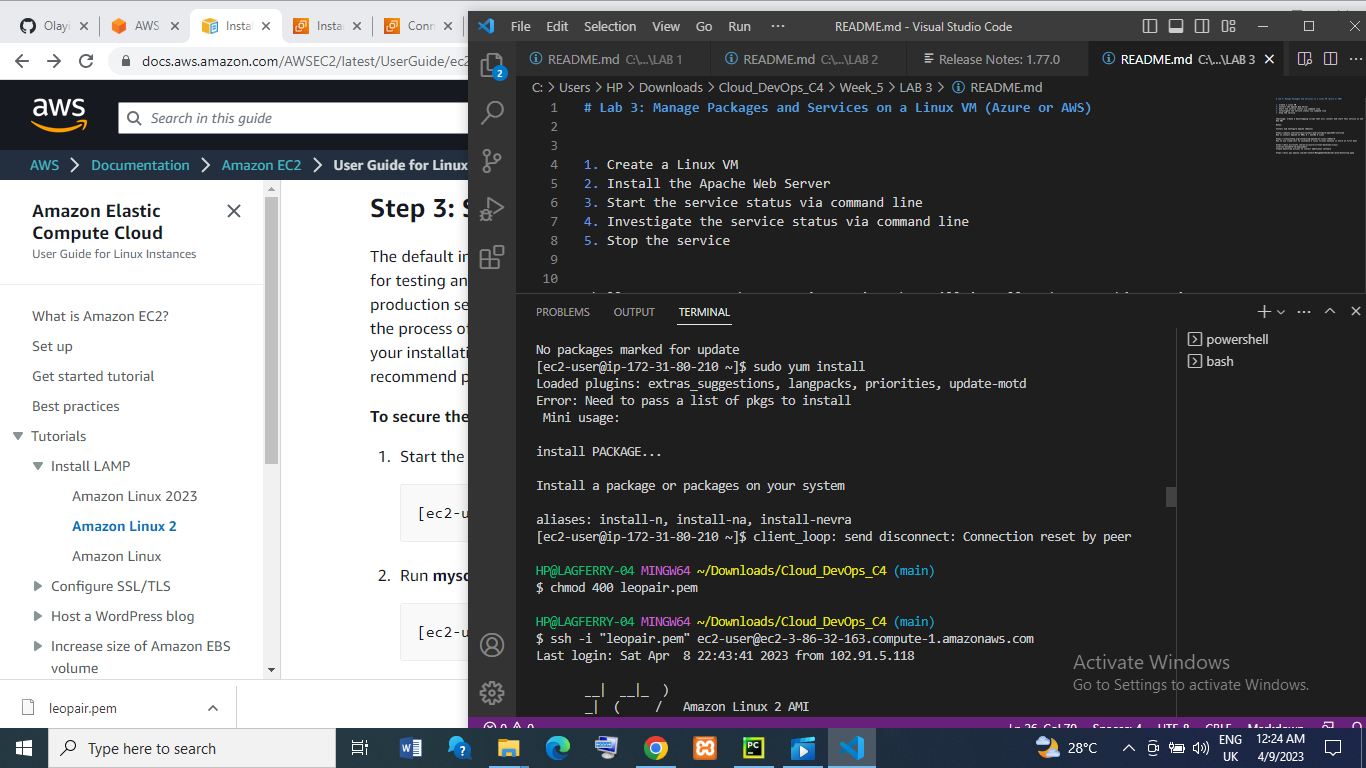 Olayi
AWS
Instal
Instan
Conn
docs.aws.amazon.com/AWSEC2/latest/UserGuide/ec2
aws
Search in this guide
AWS > Documentation > Amazon EC2 > User Guide for Linux
Amazon Elastic
Compute Cloud
User Guide for Linux Instances
What is Amazon EC2?
Set up
Get started tutorial
Best practices
Tutorials
Install LAMP
Amazon Linux 2023
Amazon Linux 2
Amazon Linux
Configure SSL/TLS
Host a WordPress blog
Increase size of Amazon EBS
volume
Step 3: S
The default in
for testing an
production se
the process of
your installati
recommend p
To secure the
1. Start the
[ec2-u
2. Run mysq
[ec2-u
leopair.pem
File Edit Selection View Go Run ···
README.md - Visual Studio Code
2
README.md C:\...\LAB 1
README.md C:\...\LAB 2
Release Notes: 1.77.0
README.md C:\...\LAB 3
C: > Users > HP > Downloads > Cloud_DevOps_C4 > Week_5 > LAB 3 > README.md
1 # Lab 3: Manage Packages and Services on a Linux VM (Azure or AWS)
2
3
4 1. Create a Linux VM
5 2. Install the Apache Web Server
6 3. Start the service status via command line
7 4. Investigate the service status via command line
8 5. Stop the service
9
10
PROBLEMS OUTPUT TERMINAL
powershell
bash
No packages marked for update
[ec2-user@ip-172-31-80-210 ~]$ sudo yum install
Loaded plugins: extras_suggestions, langpacks, priorities, update-motd
Error: Need to pass a list of pkgs to install
Mini usage:
install PACKAGE...
Install a package or packages on your system
aliases: install-n, install-na, install-nevra
[ec2-user@ip-172-31-80-210 ~]$ client_loop: send disconnect: Connection reset by peer
HP@LAGFERRY-04 MINGW64 ~/Downloads/Cloud_DevOps_C4 (main)
$ chmod 400 leopair.pem
HP@LAGFERRY-04 MINGW64 ~/Downloads/Cloud_DevOps_C4 (main)
$ ssh -i "leopair.pem" ec2-user@ec2-3-86-32-163.compute-1.amazonaws.com
Last login: Sat Apr  8 22:43:41 2023 from 102.91.5.118
__|  __|_  )
_|  (     /   Amazon Linux 2 AMI
Activate Windows
Go to Settings to activate Windows.
Type here to search
28°C
ENG
UK
12:24 AM
4/9/2023